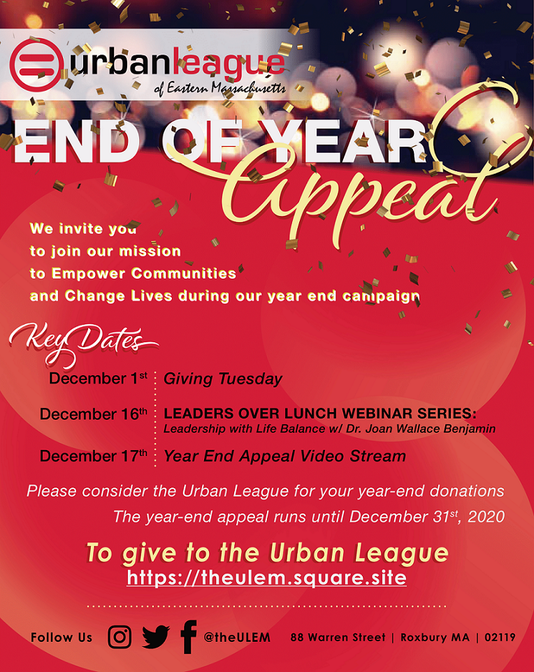 urbanleague
of Eastern Massachusetts
END OF YEAR
Appeal
We invite you
to join our mission
to Empower Communities
and Change Lives during our year end campaign
Key Dates
December 1st Giving Tuesday
December 16th LEADERS OVER LUNCH WEBINAR SERIES:
Leadership with Life Balance w/ Dr. Joan Wallace Benjamin
December 17th Year End Appeal Video Stream
Please consider the Urban League for your year-end donations
The year-end appeal runs until December 31st, 2020
To give to the Urban League
https://theulem.square.site
Follow Us @theULEM 88 Warren Street | Roxbury MA | 02119